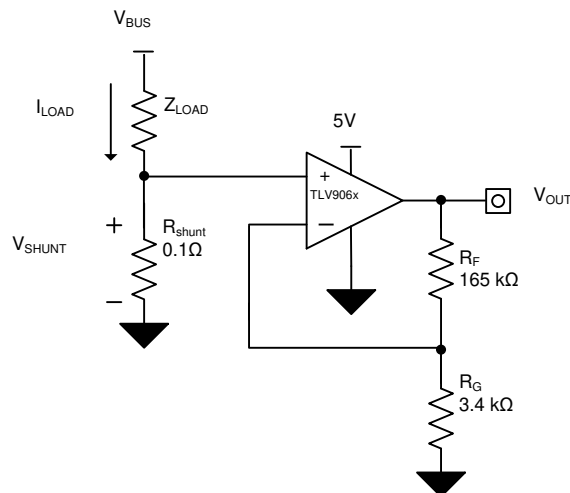 VBUS
ILOAD
ZLOAD
5V
+
TLV906x
−
VOUT
+
VSHUNT
−
Rshunt
0.1Ω
RF
165 kΩ
RG
3.4 kΩ